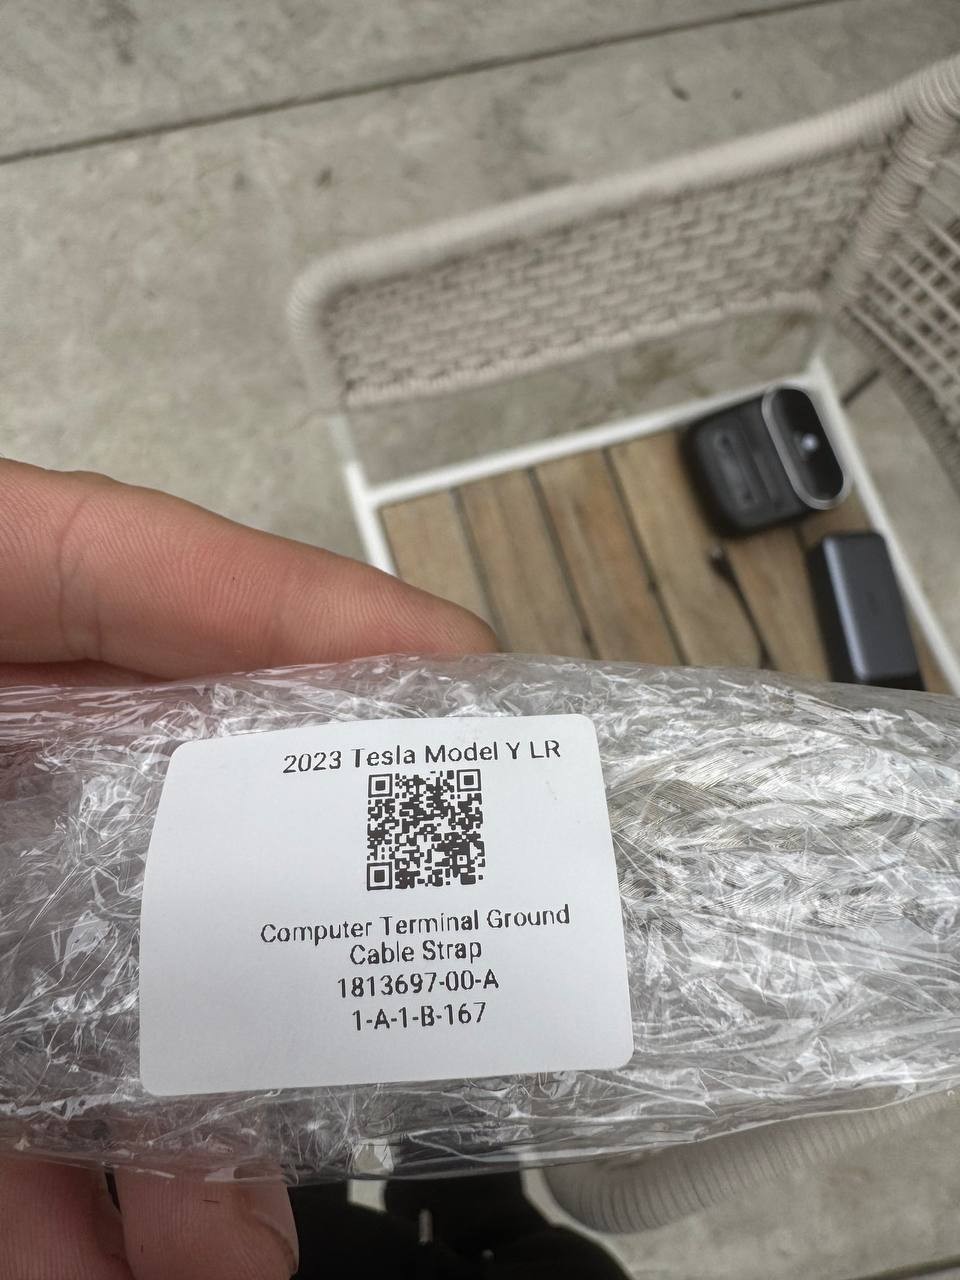 2023 Tesla Model Y LR
Computer Terminal Ground
Cable Strap
1813697-00-A
1-A-1-B-167